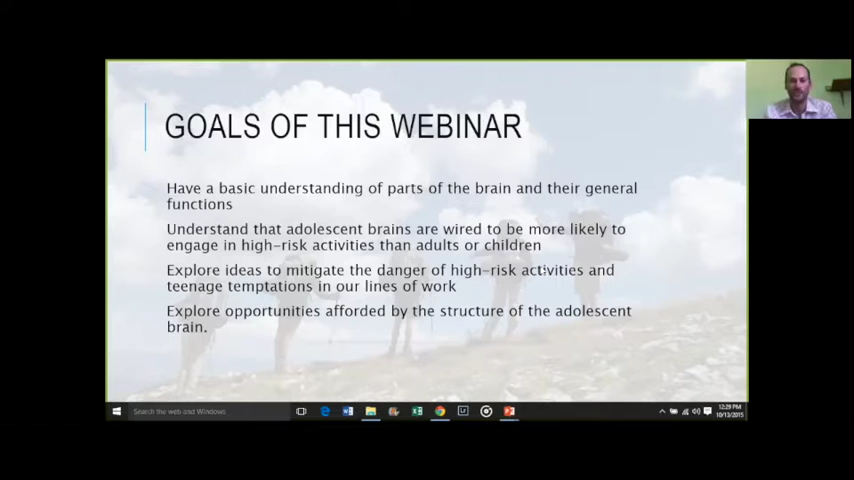 GOALS OF THIS WEBINAR
Have a basic understanding of parts of the brain and their general
functions
Understand that adolescent brains are wired to be more likely to
engage in high-risk activities than adults or children
Explore ideas to mitigate the danger of high-risk activities and
teenage temptations in our lines of work
Explore opportunities afforded by the structure of the adolescent
brain.
Search the web and Windows
12:29 PM
10/13/2015